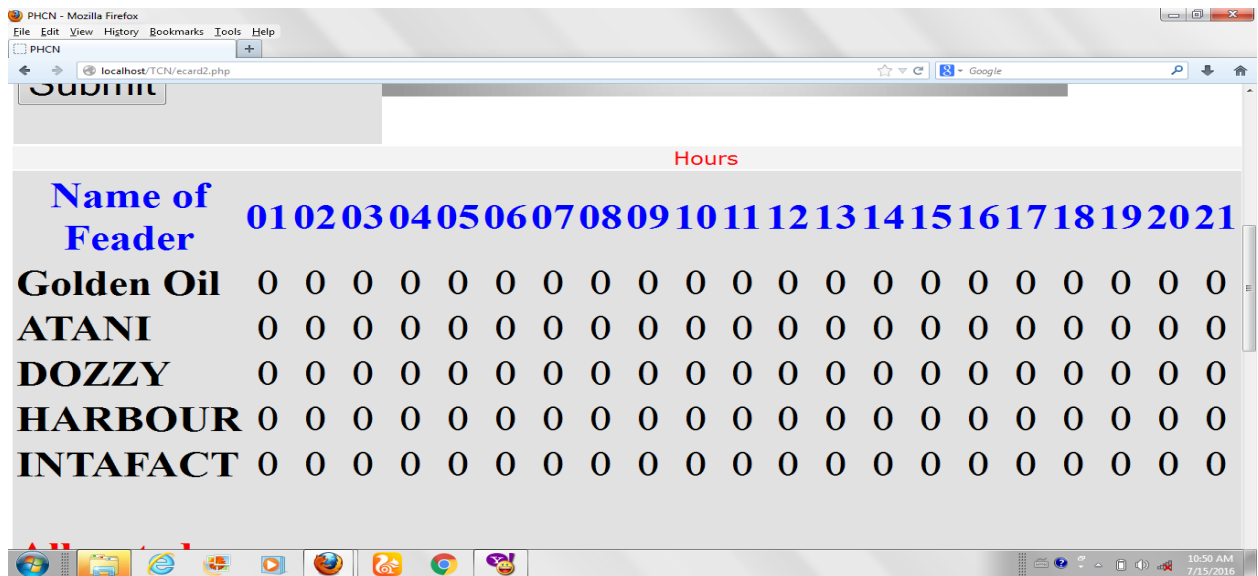 PHCN - Mozilla Firefox
File Edit View History Bookmarks Tools Help
PHCN +
localhost/TCN/ecard2.php Google
Submit
Hours
Name of Feader 01 02 03 04 05 06 07 08 09 10 11 12 13 14 15 16 17 18 19 20 21
Golden Oil 0 0 0 0 0 0 0 0 0 0 0 0 0 0 0 0 0 0 0 0 0
ATANI 0 0 0 0 0 0 0 0 0 0 0 0 0 0 0 0 0 0 0 0 0
DOZZY 0 0 0 0 0 0 0 0 0 0 0 0 0 0 0 0 0 0 0 0 0
HARBOUR 0 0 0 0 0 0 0 0 0 0 0 0 0 0 0 0 0 0 0 0 0
INTAFACT 0 0 0 0 0 0 0 0 0 0 0 0 0 0 0 0 0 0 0 0 0
10:50 AM
7/15/2016